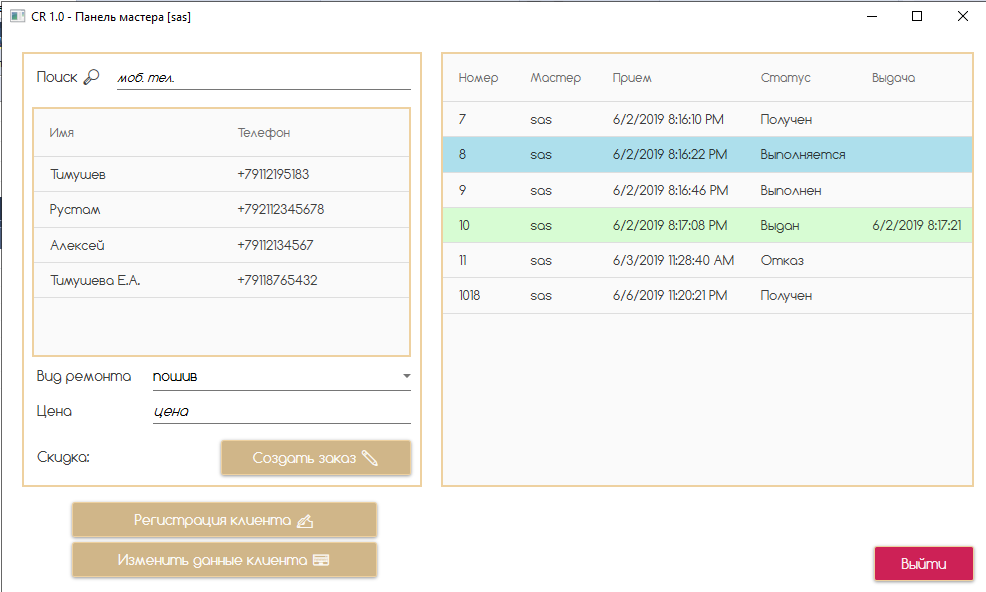 CR 1.0 - Панель мастера [sas]
Поиск моб. тел.
Имя Телефон
Тимушев +79112195183
Рустам +792112345678
Алексей +79112134567
Тимушева Е.А. +79118765432
Вид ремонта пошив
Цена цена
Скидка: Создать заказ
Регистрация клиента
Изменить данные клиента
Номер Мастер Прием Статус Выдача
7 sas 6/2/2019 8:16:10 PM Получен
8 sas 6/2/2019 8:16:22 PM Выполняется
9 sas 6/2/2019 8:16:46 PM Выполнен
10 sas 6/2/2019 8:17:08 PM Выдан 6/2/2019 8:17:21
11 sas 6/3/2019 11:28:40 AM Отказ
1018 sas 6/6/2019 11:20:21 PM Получен
Выйти